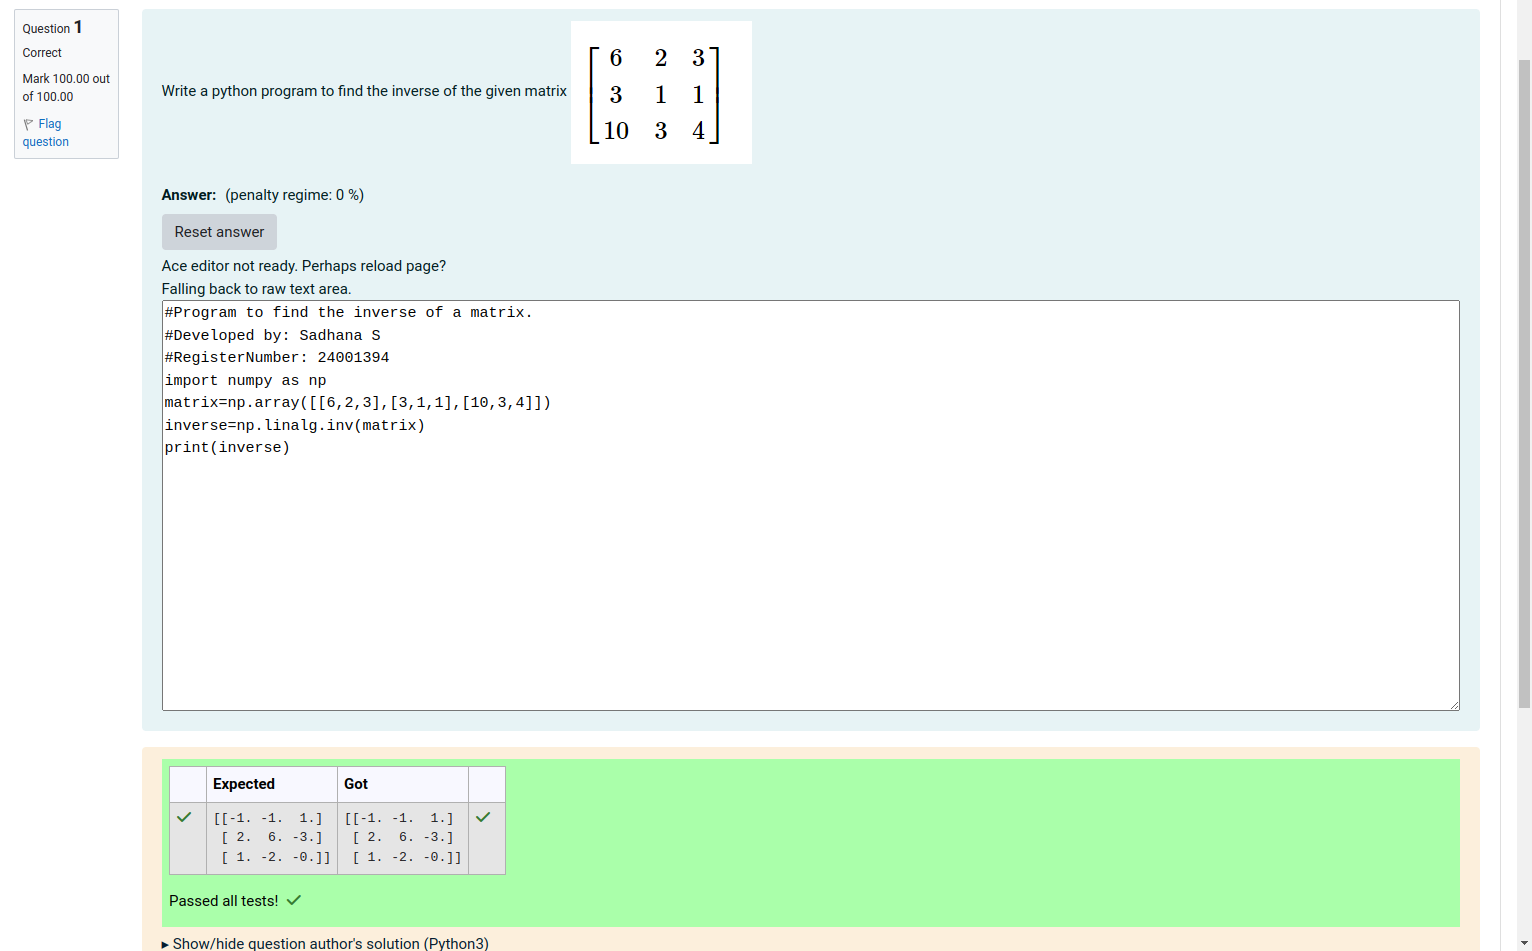 Question 1
Correct
Mark 100.00 out
of 100.00
Flag
question
Write a python program to find the inverse of the given matrix
6 2 3
3 1 1
10 3 4
Answer: (penalty regime: 0 %)
Reset answer
Ace editor not ready. Perhaps reload page?
Falling back to raw text area.
#Program to find the inverse of a matrix.
#Developed by: Sadhana S
#RegisterNumber: 24001394
import numpy as np
matrix=np.array([[6,2,3],[3,1,1],[10,3,4]])
inverse=np.linalg.inv(matrix)
print(inverse)
Expected Got
[[-1. -1.  1.] [[-1. -1.  1.]
[ 2.  6. -3.] [ 2.  6. -3.]
[ 1. -2. -0.]] [ 1. -2. -0.]]
Passed all tests!
Show/hide question author's solution (Python3)